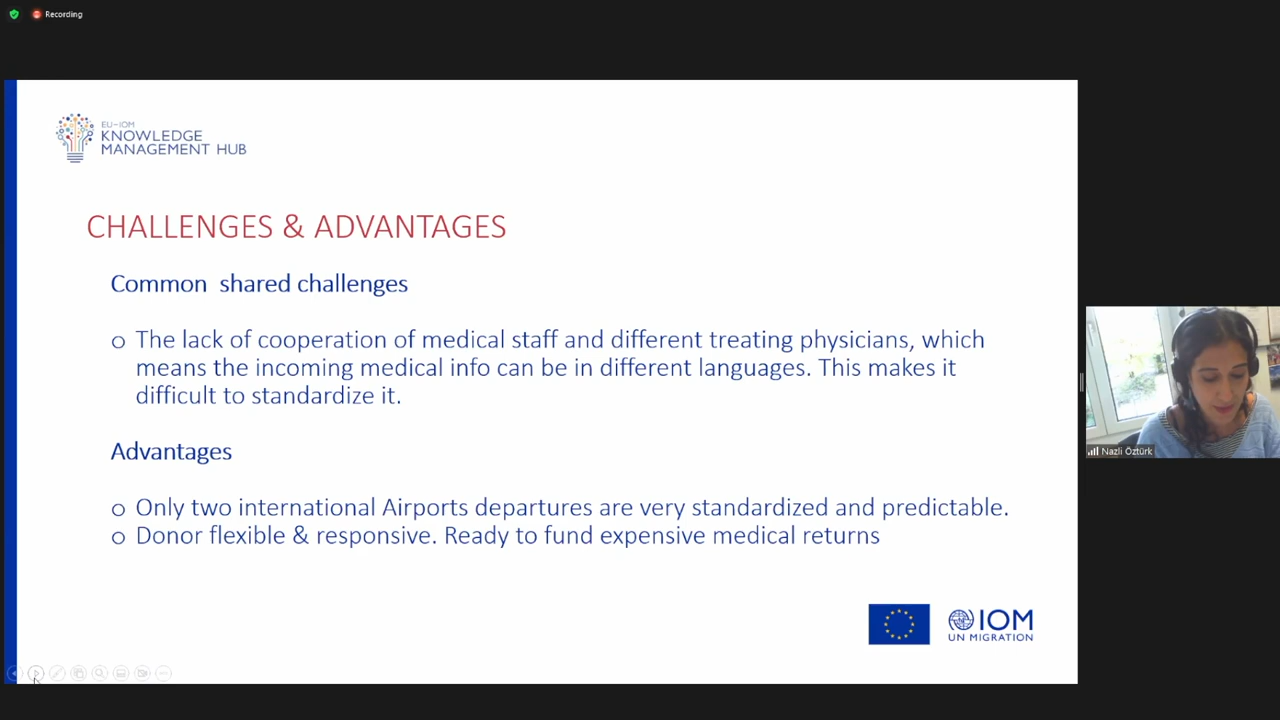 Recording
EU-IOM
KNOWLEDGE
MANAGEMENT HUB
CHALLENGES & ADVANTAGES
Common  shared challenges
o The lack of cooperation of medical staff and different treating physicians, which
means the incoming medical info can be in different languages. This makes it
difficult to standardize it.
Advantages
o Only two international Airports departures are very standardized and predictable.
o Donor flexible & responsive. Ready to fund expensive medical returns
Nazli Öztürk
IOM
UN MIGRATION